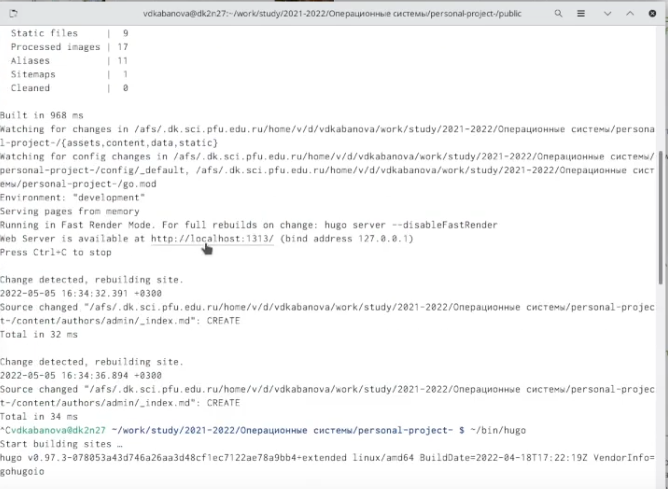 vdkabanova@dk2n27:~/work/study/2021-2022/Операционные системы/personal-project-/public
Static files     |  9
Processed images | 17
Aliases          | 11
Sitemaps         |  1
Cleaned          |  0
Built in 968 ms
Watching for changes in /afs/.dk.sci.pfu.edu.ru/home/v/d/vdkabanova/work/study/2021-2022/Операционные системы/persona
l-project-/{assets,content,data,static}
Watching for config changes in /afs/.dk.sci.pfu.edu.ru/home/v/d/vdkabanova/work/study/2021-2022/Операционные системы/
personal-project-/config/_default, /afs/.dk.sci.pfu.edu.ru/home/v/d/vdkabanova/work/study/2021-2022/Операционные сист
емы/personal-project-/go.mod
Environment: "development"
Serving pages from memory
Running in Fast Render Mode. For full rebuilds on change: hugo server --disableFastRender
Web Server is available at http://localhost:1313/ (bind address 127.0.0.1)
Press Ctrl+C to stop
Change detected, rebuilding site.
2022-05-05 16:34:32.391 +0300
Source changed "/afs/.dk.sci.pfu.edu.ru/home/v/d/vdkabanova/work/study/2021-2022/Операционные системы/personal-projec
t-/content/authors/admin/_index.md": CREATE
Total in 32 ms
Change detected, rebuilding site.
2022-05-05 16:34:36.894 +0300
Source changed "/afs/.dk.sci.pfu.edu.ru/home/v/d/vdkabanova/work/study/2021-2022/Операционные системы/personal-projec
t-/content/authors/admin/_index.md": CREATE
Total in 34 ms
^Cvdkabanova@dk2n27 ~/work/study/2021-2022/Операционные системы/personal-project- $ ~/bin/hugo
Start building sites …
hugo v0.97.3-078053a43d746a26aa3d48cf1ec7122ae78a9bb4+extended linux/amd64 BuildDate=2022-04-18T17:22:19Z VendorInfo=
gohugoio